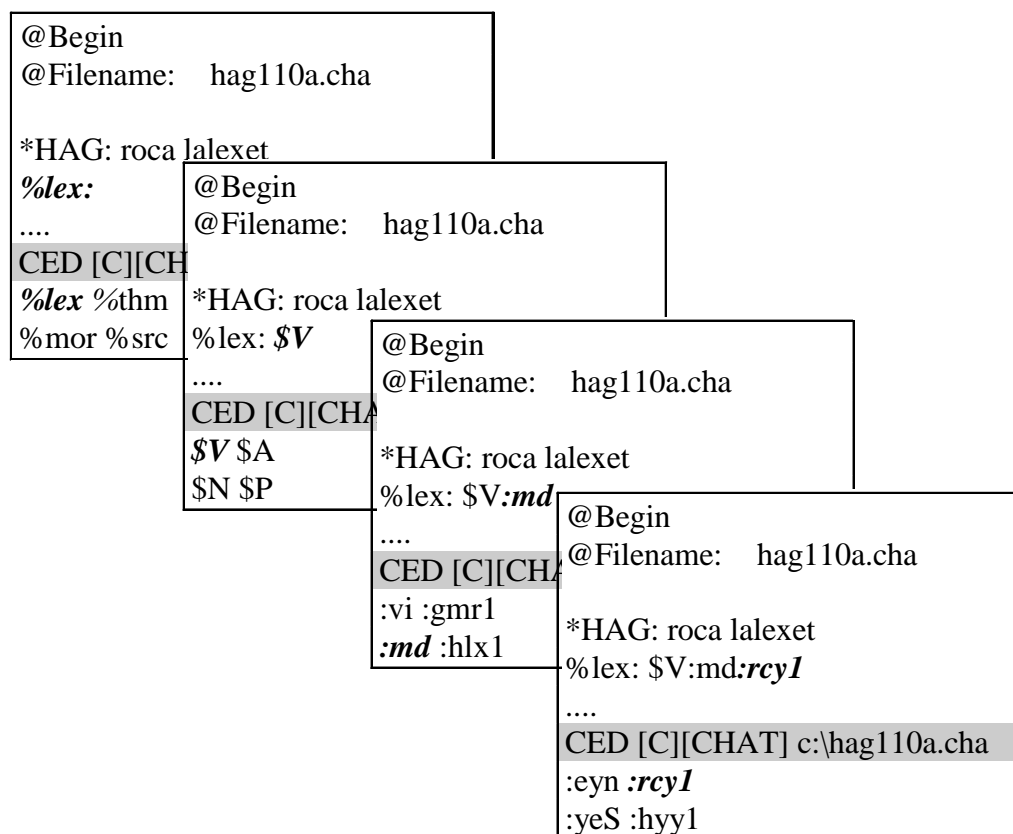 @Begin
@Filename: hag110a.cha
*HAG: roca lalexet
%lex:
....
CED [C][CH
%lex %thm
%mor %src
@Begin
@Filename: hag110a.cha
*HAG: roca lalexet
%lex: $V
....
CED [C][CHA
$V $A
$N $P
@Begin
@Filename: hag110a.cha
*HAG: roca lalexet
%lex: $V:md
....
CED [C][CHA
:vi :gmr1
:md :hlx1
@Begin
@Filename: hag110a.cha
*HAG: roca lalexet
%lex: $V:md:rcy1
....
CED [C][CHAT] c:\hag110a.cha
:eyn :rcy1
:yeS :hyy1